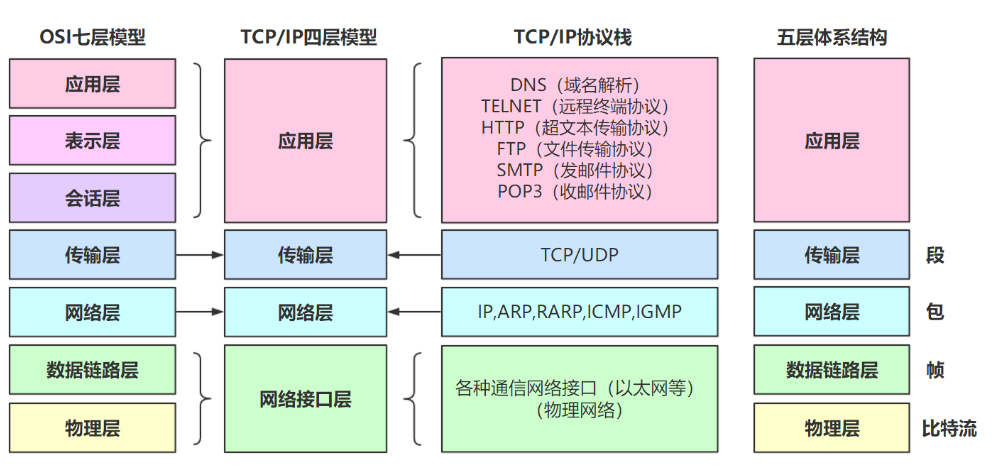 OSI七层模型
应用层
表示层
会话层
传输层
网络层
数据链路层
物理层
TCP/IP四层模型
应用层
传输层
网络层
网络接口层
TCP/IP协议栈
DNS（域名解析）
TELNET（远程终端协议）
HTTP（超文本传输协议）
FTP（文件传输协议）
SMTP（发邮件协议）
POP3（收邮件协议）
TCP/UDP
IP,ARP,RARP,ICMP,IGMP
各种通信网络接口（以太网等）
（物理网络）
五层体系结构
应用层
传输层
段
网络层
包
数据链路层
帧
物理层
比特流